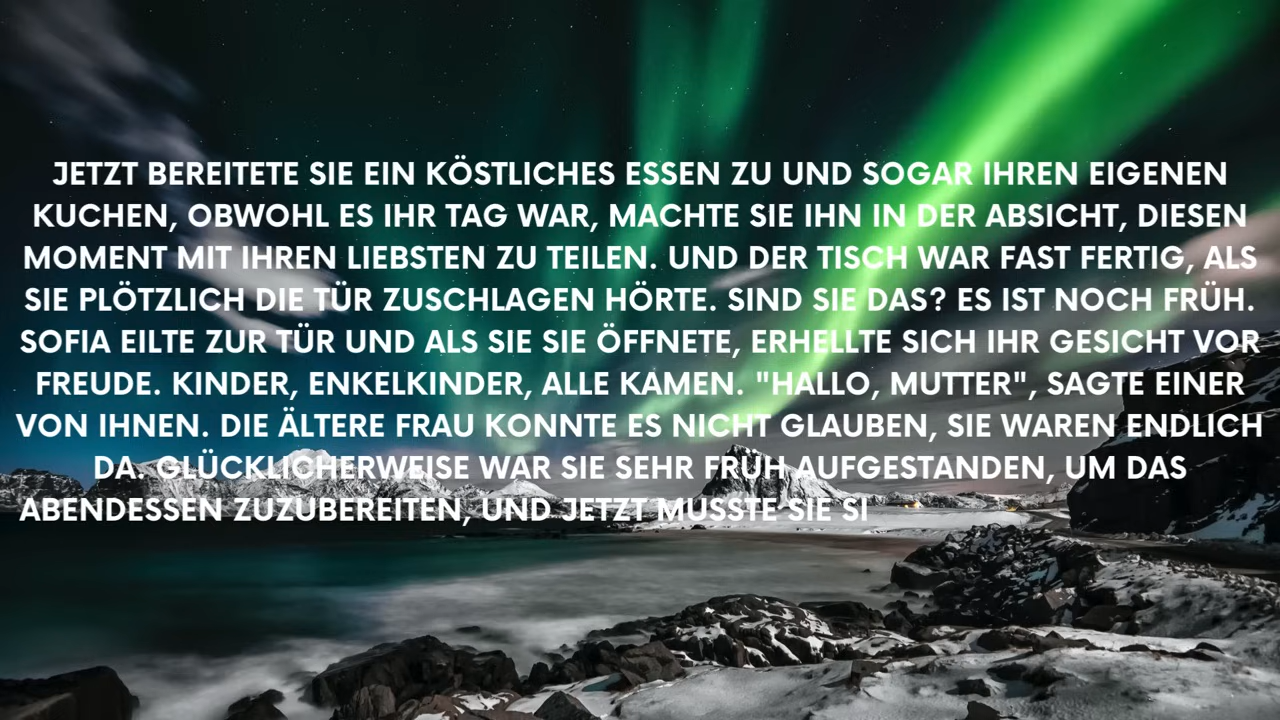 JETZT BEREITETE SIE EIN KÖSTLICHES ESSEN ZU UND SOGAR IHREN EIGENEN
KUCHEN, OBWOHL ES IHR TAG WAR, MACHTE SIE IHN IN DER ABSICHT, DIESEN
MOMENT MIT IHREN LIEBSTEN ZU TEILEN. UND DER TISCH WAR FAST FERTIG, ALS
SIE PLÖTZLICH DIE TÜR ZUSCHLAGEN HÖRTE. SIND SIE DAS? ES IST NOCH FRÜH.
SOFIA EILTE ZUR TÜR UND ALS SIE SIE ÖFFNETE, ERHELLTE SICH IHR GESICHT VOR
FREUDE. KINDER, ENKELKINDER, ALLE KAMEN. "HALLO, MUTTER", SAGTE EINER
VON IHNEN. DIE ÄLTERE FRAU KONNTE ES NICHT GLAUBEN, SIE WAREN ENDLICH
DA. GLÜCKLICHERWEISE WAR SIE SEHR FRÜH AUFGESTANDEN, UM DAS
ABENDESSEN ZUZUBEREITEN, UND JETZT MUSSTE SIE SI